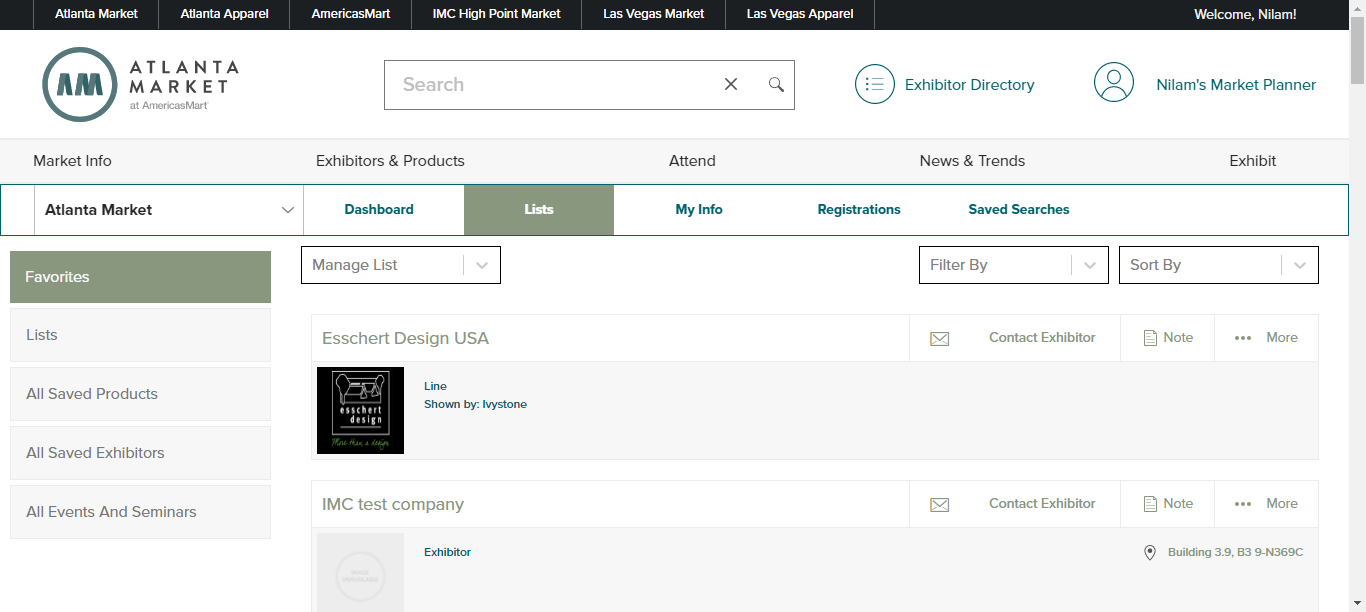 Atlanta Market Atlanta Apparel AmericasMart IMC High Point Market Las Vegas Market Las Vegas Apparel Welcome, Nilam!
AM ATLANTA
MARKET
at AmericasMart
Search
Exhibitor Directory
Nilam's Market Planner
Market Info Exhibitors & Products Attend News & Trends Exhibit
Atlanta Market Dashboard Lists My Info Registrations Saved Searches
Favorites
Lists
All Saved Products
All Saved Exhibitors
All Events And Seminars
Manage List Filter By Sort By
Esschert Design USA Contact Exhibitor Note More
esschert
design
More than a design
Line
Shown by: Ivystone
IMC test company Contact Exhibitor Note More
Exhibitor Building 3.9, B3 9-N369C